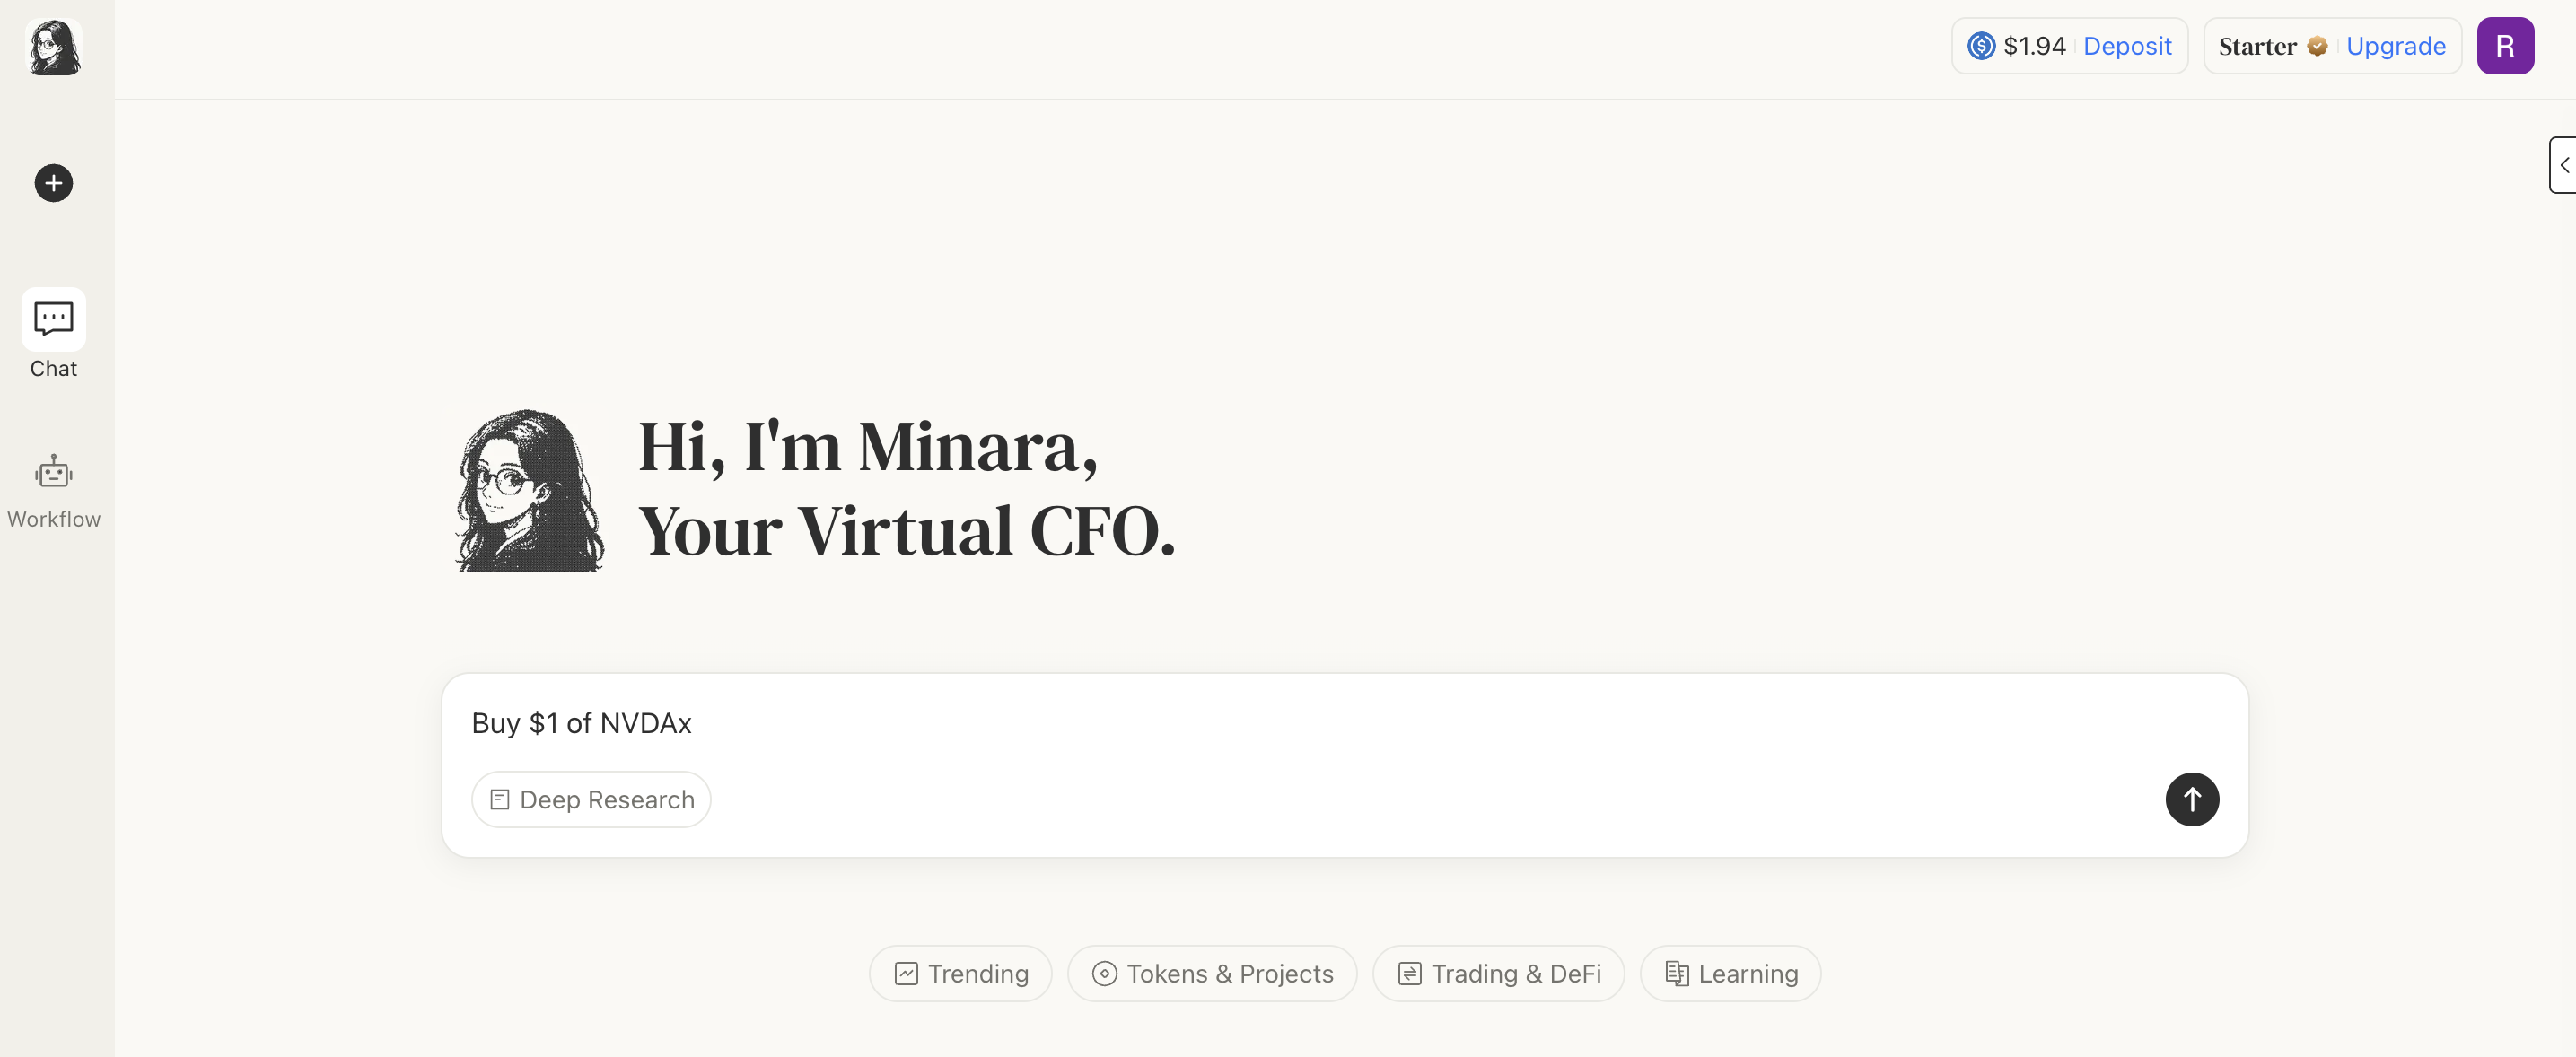 $1.94 Deposit Starter Upgrade R
Chat
Workflow
Hi, I'm Minara,
Your Virtual CFO.
Buy $1 of NVDAx
Deep Research
Trending Tokens & Projects Trading & DeFi Learning